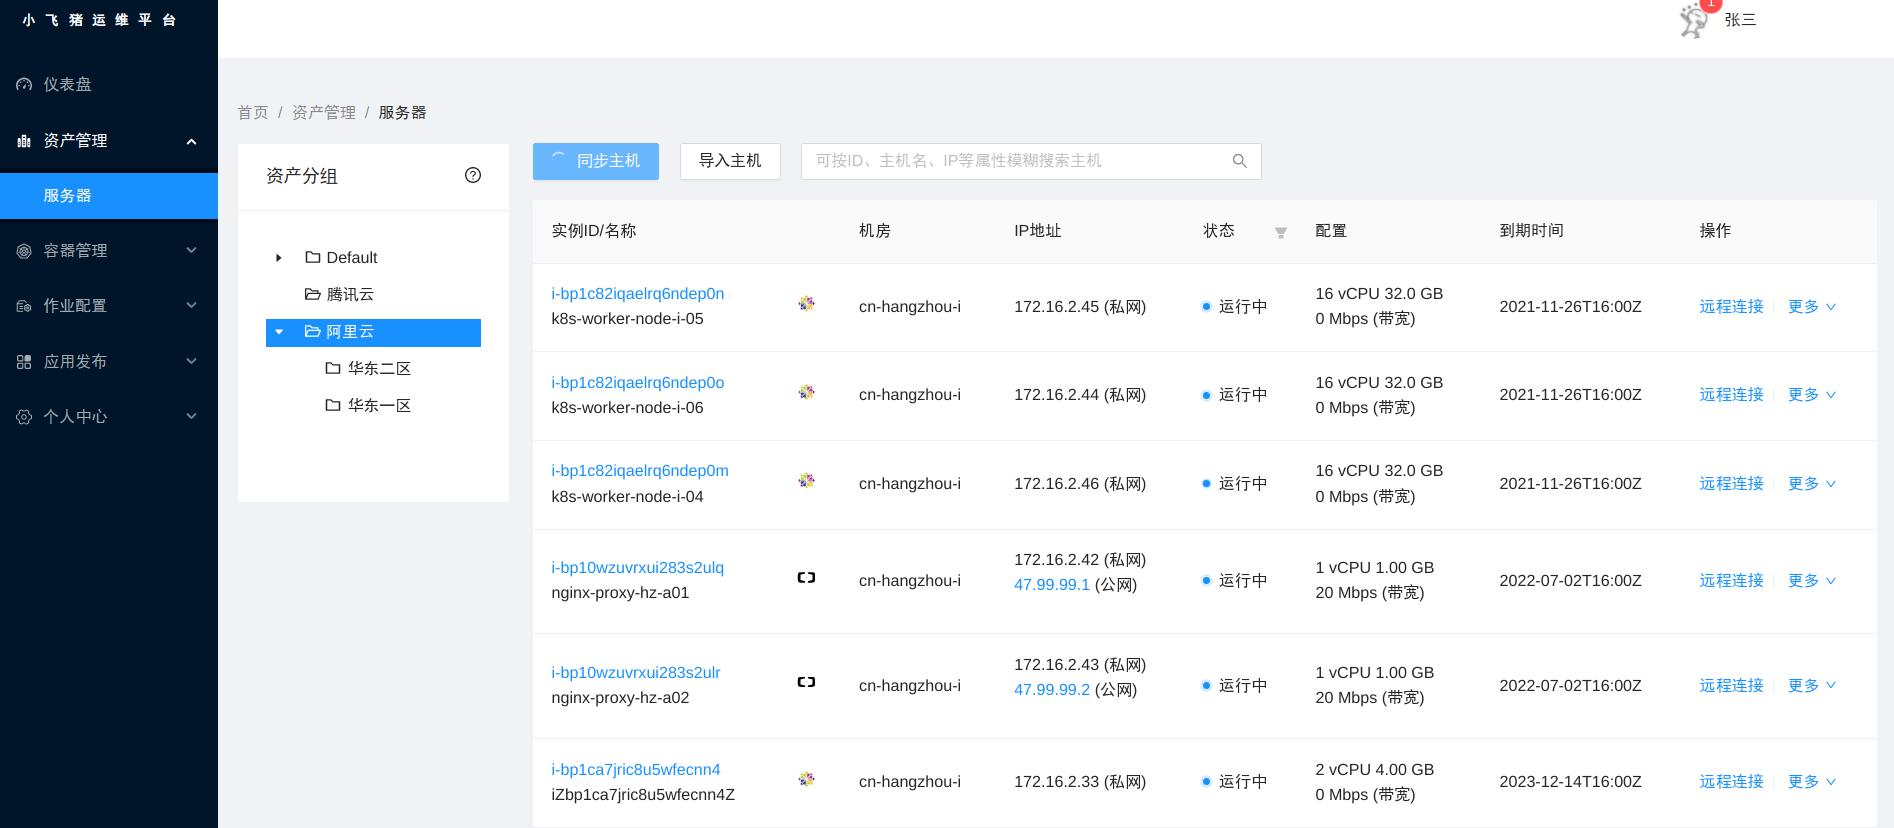 小飞猪运维平台
1
张三
仪表盘
资产管理
服务器
容器管理
作业配置
应用发布
个人中心
首页 / 资产管理 / 服务器
资产分组
Default
腾讯云
阿里云
华东二区
华东一区
同步主机 导入主机 可按ID、主机名、IP等属性模糊搜索主机
实例ID/名称 机房 IP地址 状态 配置 到期时间 操作
i-bp1c82iqaelrq6ndep0n
k8s-worker-node-i-05
cn-hangzhou-i 172.16.2.45 (私网) 运行中 16 vCPU 32.0 GB
0 Mbps (带宽)
2021-11-26T16:00Z 远程连接 更多
i-bp1c82iqaelrq6ndep0o
k8s-worker-node-i-06
cn-hangzhou-i 172.16.2.44 (私网) 运行中 16 vCPU 32.0 GB
0 Mbps (带宽)
2021-11-26T16:00Z 远程连接 更多
i-bp1c82iqaelrq6ndep0m
k8s-worker-node-i-04
cn-hangzhou-i 172.16.2.46 (私网) 运行中 16 vCPU 32.0 GB
0 Mbps (带宽)
2021-11-26T16:00Z 远程连接 更多
i-bp10wzuvrxui283s2ulq
nginx-proxy-hz-a01
cn-hangzhou-i 172.16.2.42 (私网)
47.99.99.1 (公网)
运行中 1 vCPU 1.00 GB
20 Mbps (带宽)
2022-07-02T16:00Z 远程连接 更多
i-bp10wzuvrxui283s2ulr
nginx-proxy-hz-a02
cn-hangzhou-i 172.16.2.43 (私网)
47.99.99.2 (公网)
运行中 1 vCPU 1.00 GB
20 Mbps (带宽)
2022-07-02T16:00Z 远程连接 更多
i-bp1ca7jric8u5wfecnn4
iZbp1ca7jric8u5wfecnn4Z
cn-hangzhou-i 172.16.2.33 (私网) 运行中 2 vCPU 4.00 GB
0 Mbps (带宽)
2023-12-14T16:00Z 远程连接 更多